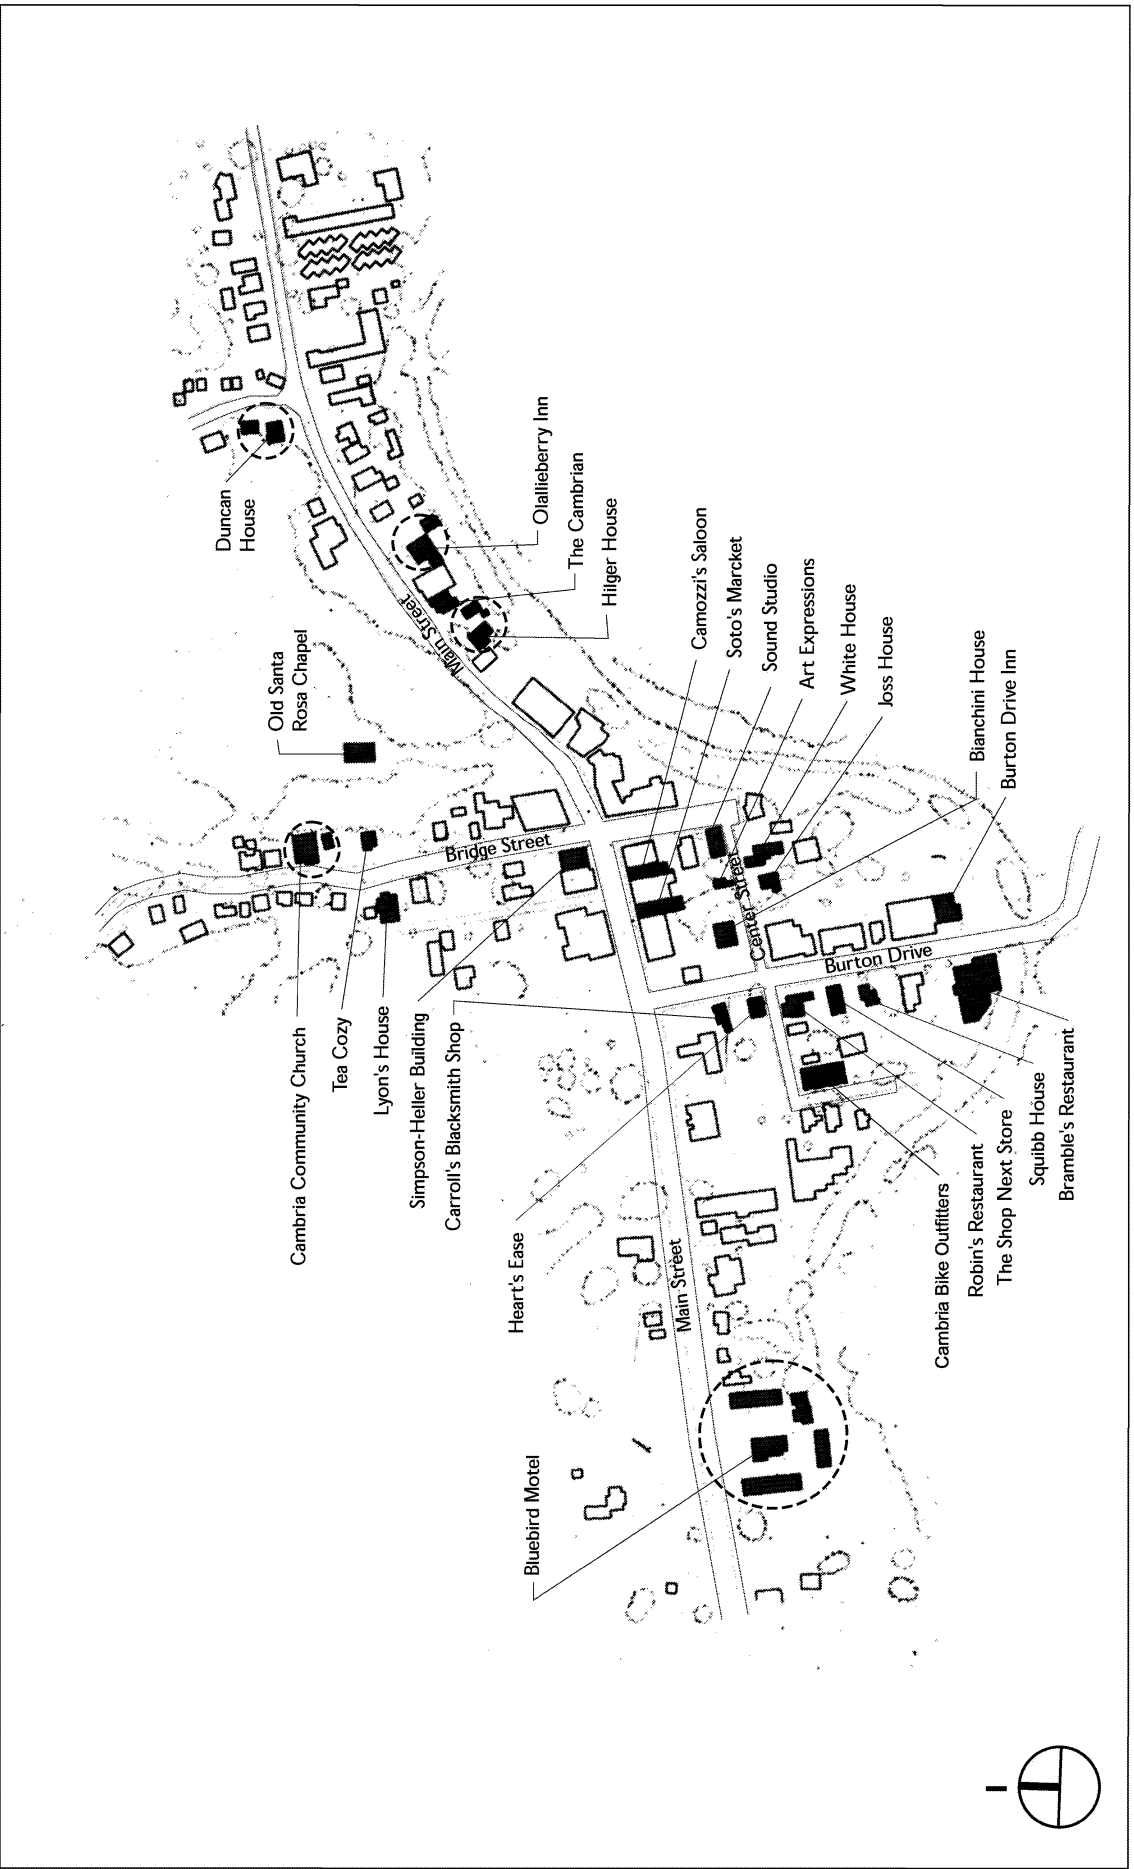 Duncan
House
Olallieberry Inn
The Cambrian
Hilger House
Main Street
Old Santa
Rosa Chapel
Camozzi's Saloon
Soto's Marcket
Sound Studio
Art Expressions
White House
Joss House
Bianchini House
Burton Drive Inn
Bridge Street
Center Street
Burton Drive
Cambria Community Church
Tea Cozy
Lyon's House
Simpson-Heller Building
Carroll's Blacksmith Shop
Heart's Ease
Main Street
Bluebird Motel
Cambria Bike Outfitters
Robin's Restaurant
The Shop Next Store
Squibb House
Bramble's Restaurant